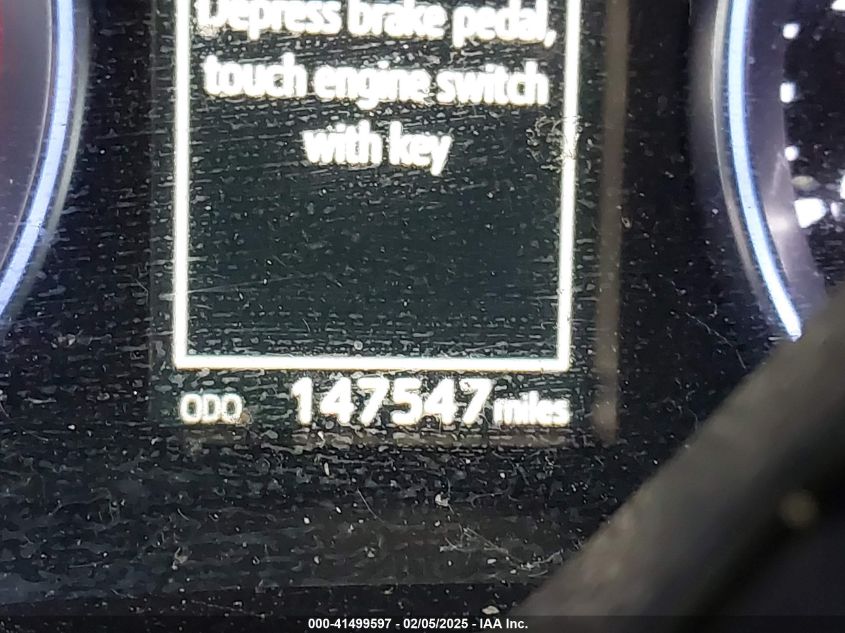 Depress brake pedal,
touch engine switch
with key
ODO 147547 miles
000-41499597 - 02/05/2025 - IAA Inc.